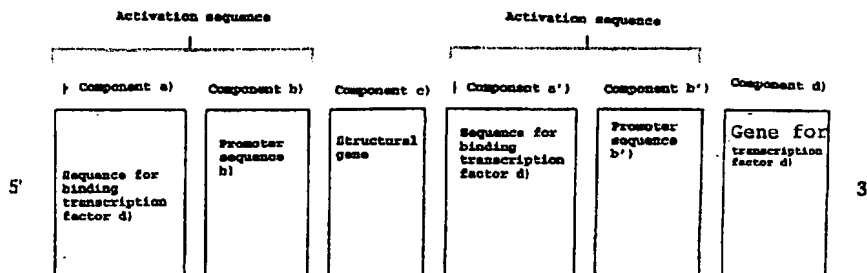 Activation sequence
Activation sequence
Component a)
Component b)
Component c)
Component a')
Component b')
Component d)
5'
Sequence for
binding
transcription
factor d)
Promoter
sequence
b)
Structural
gene
Sequence for
binding
transcription
factor d)
Promoter
sequence
b')
Gene for
transcription
factor d)
3